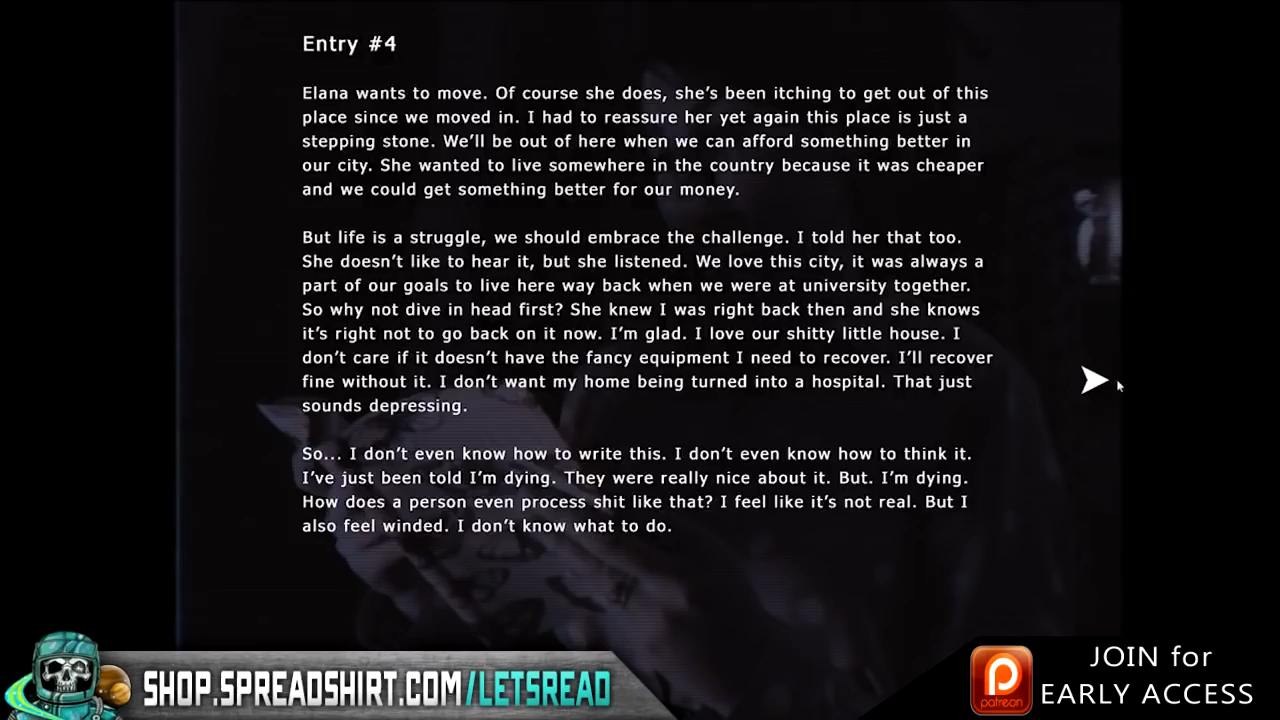 Entry #4
Elana wants to move. Of course she does, she's been itching to get out of this
place since we moved in. I had to reassure her yet again this place is just a
stepping stone. We'll be out of here when we can afford something better in
our city. She wanted to live somewhere in the country because it was cheaper
and we could get something better for our money.
But life is a struggle, we should embrace the challenge. I told her that too.
She doesn't like to hear it, but she listened. We love this city, it was always a
part of our goals to live here way back when we were at university together.
So why not dive in head first? She knew I was right back then and she knows
it's right not to go back on it now. I'm glad. I love our shitty little house. I
don't care if it doesn't have the fancy equipment I need to recover. I'll recover
fine without it. I don't want my home being turned into a hospital. That just
sounds depressing.
So... I don't even know how to write this. I don't even know how to think it.
I've just been told I'm dying. They were really nice about it. But. I'm dying.
How does a person even process shit like that? I feel like it's not real. But I
also feel winded. I don't know what to do.
SHOP.SPREADSHIRT.COM/LETSREAD
patreon
JOIN for
EARLY ACCESS